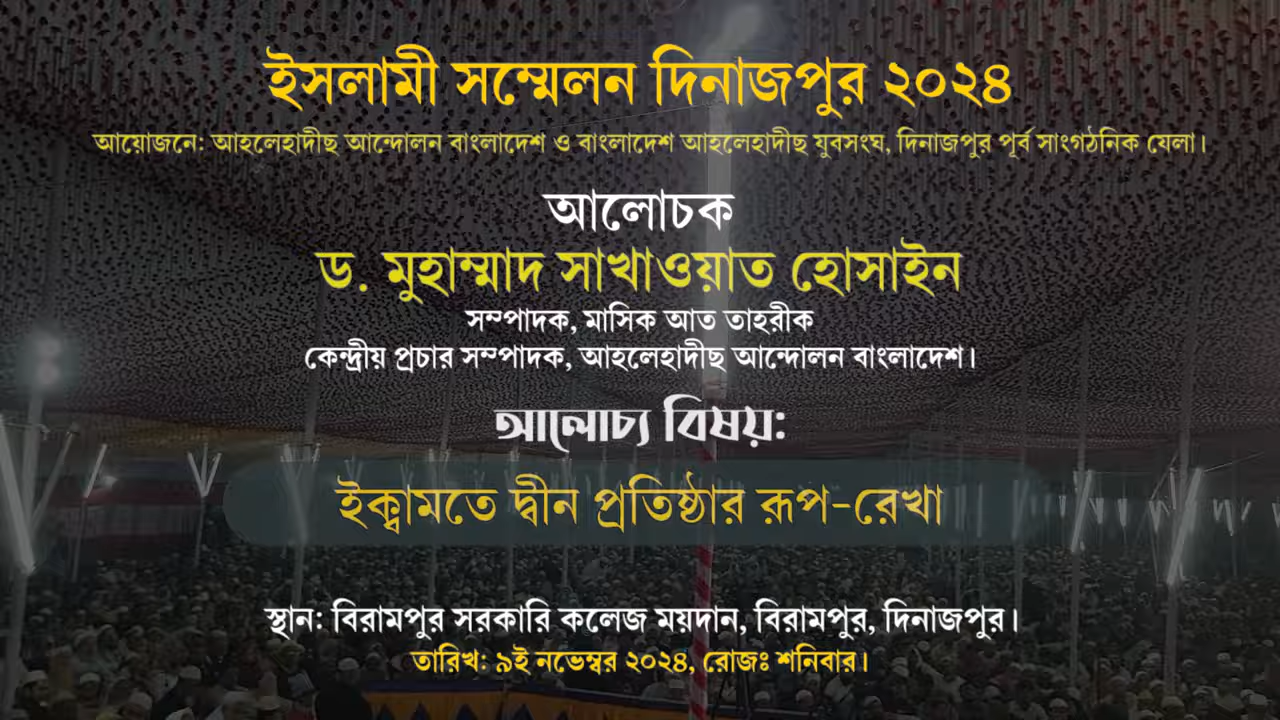 ইসলামী সম্মেলন দিনাজপুর ২০২৪
আয়োজনে: আহলেহাদীছ আন্দোলন বাংলাদেশ ও বাংলাদেশ আহলেহাদীছ যুবসংঘ, দিনাজপুর পূর্ব সাংগঠনিক যেলা।
আলোচক
ড. মুহাম্মাদ সাখাওয়াত হোসাইন
সম্পাদক, মাসিক আত তাহরীক
কেন্দ্রীয় প্রচার সম্পাদক, আহলেহাদীছ আন্দোলন বাংলাদেশ।
আলোচ্য বিষয়:
ইক্বামতে দ্বীন প্রতিষ্ঠার রূপ-রেখা
স্থান: বিরামপুর সরকারি কলেজ ময়দান, বিরামপুর, দিনাজপুর।
তারিখ: ৯ই নভেম্বর ২০২৪, রোজঃ শনিবার।